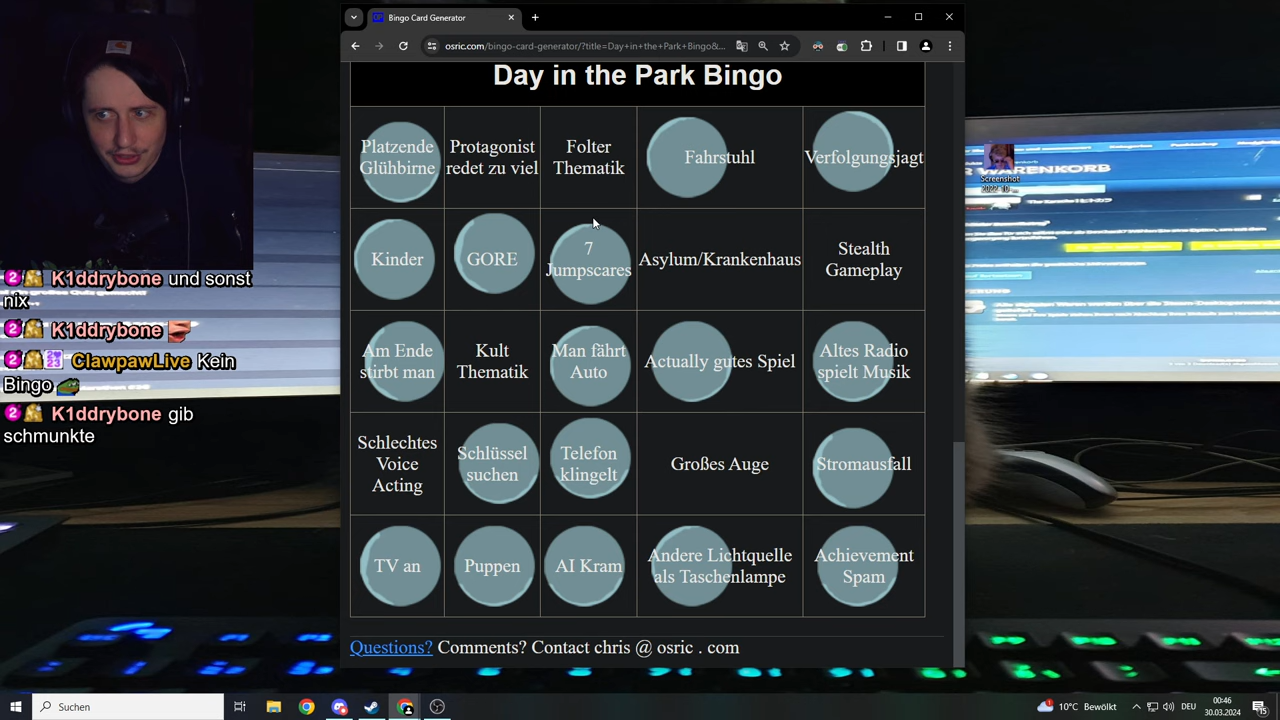 Bingo Card Generator
osric.com/bingo-card-generator/?title=Day+in+the+Park+Bingo&...
Day in the Park Bingo
Platzende
Glühbirne
Protagonist
redet zu viel
Folter
Thematik
Fahrstuhl
Verfolgungsjagt
Kinder
GORE
7
Jumpscares
Asylum/Krankenhaus
Stealth
Gameplay
Am Ende
stirbt man
Kult
Thematik
Man fährt
Auto
Actually gutes Spiel
Altes Radio
spielt Musik
Schlechtes
Voice
Acting
Schlüssel
suchen
Telefon
klingelt
Großes Auge
Stromausfall
TV an
Puppen
AI Kram
Andere Lichtquelle
als Taschenlampe
Achievement
Spam
Questions? Comments? Contact chris @ osric . com
K1ddrybone und sonst
nix
K1ddrybone
ClawpawLive Kein
Bingo
K1ddrybone gib
schmunkte
WARENKORB
Screenshot
2022-10-...
Suchen
10°C Bewölkt
DEU
00:46
30.03.2024
15